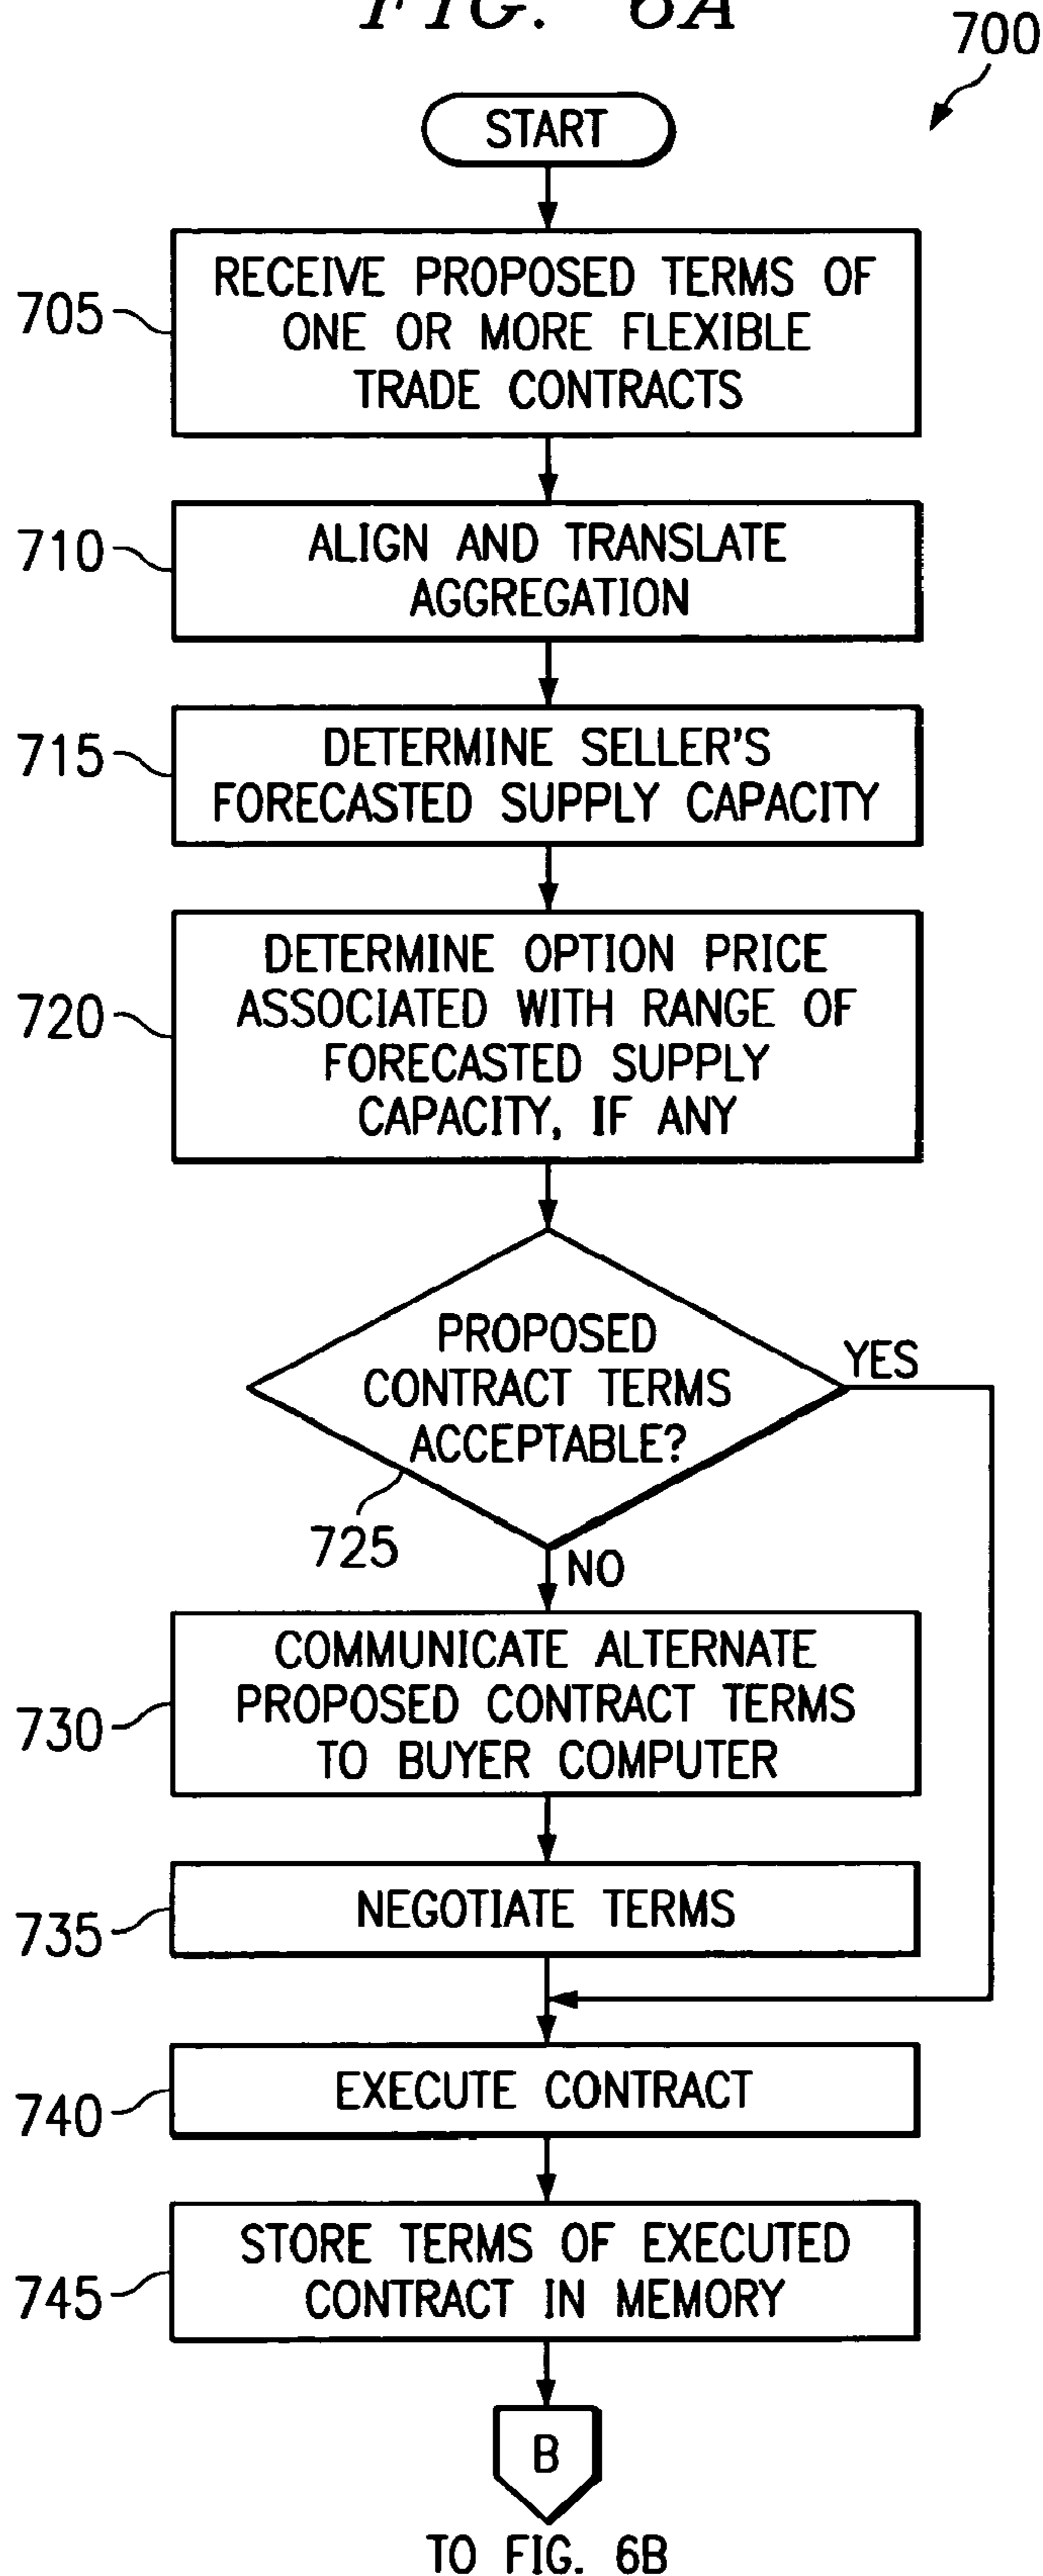 FIG. 6A
700
START
705
RECEIVE PROPOSED TERMS OF
ONE OR MORE FLEXIBLE
TRADE CONTRACTS
710
ALIGN AND TRANSLATE
AGGREGATION
715
DETERMINE SELLER'S
FORECASTED SUPPLY CAPACITY
720
DETERMINE OPTION PRICE
ASSOCIATED WITH RANGE OF
FORECASTED SUPPLY
CAPACITY, IF ANY
PROPOSED
CONTRACT TERMS
ACCEPTABLE?
YES
725
NO
730
COMMUNICATE ALTERNATE
PROPOSED CONTRACT TERMS
TO BUYER COMPUTER
735
NEGOTIATE TERMS
740
EXECUTE CONTRACT
745
STORE TERMS OF EXECUTED
CONTRACT IN MEMORY
B
TO FIG. 6B